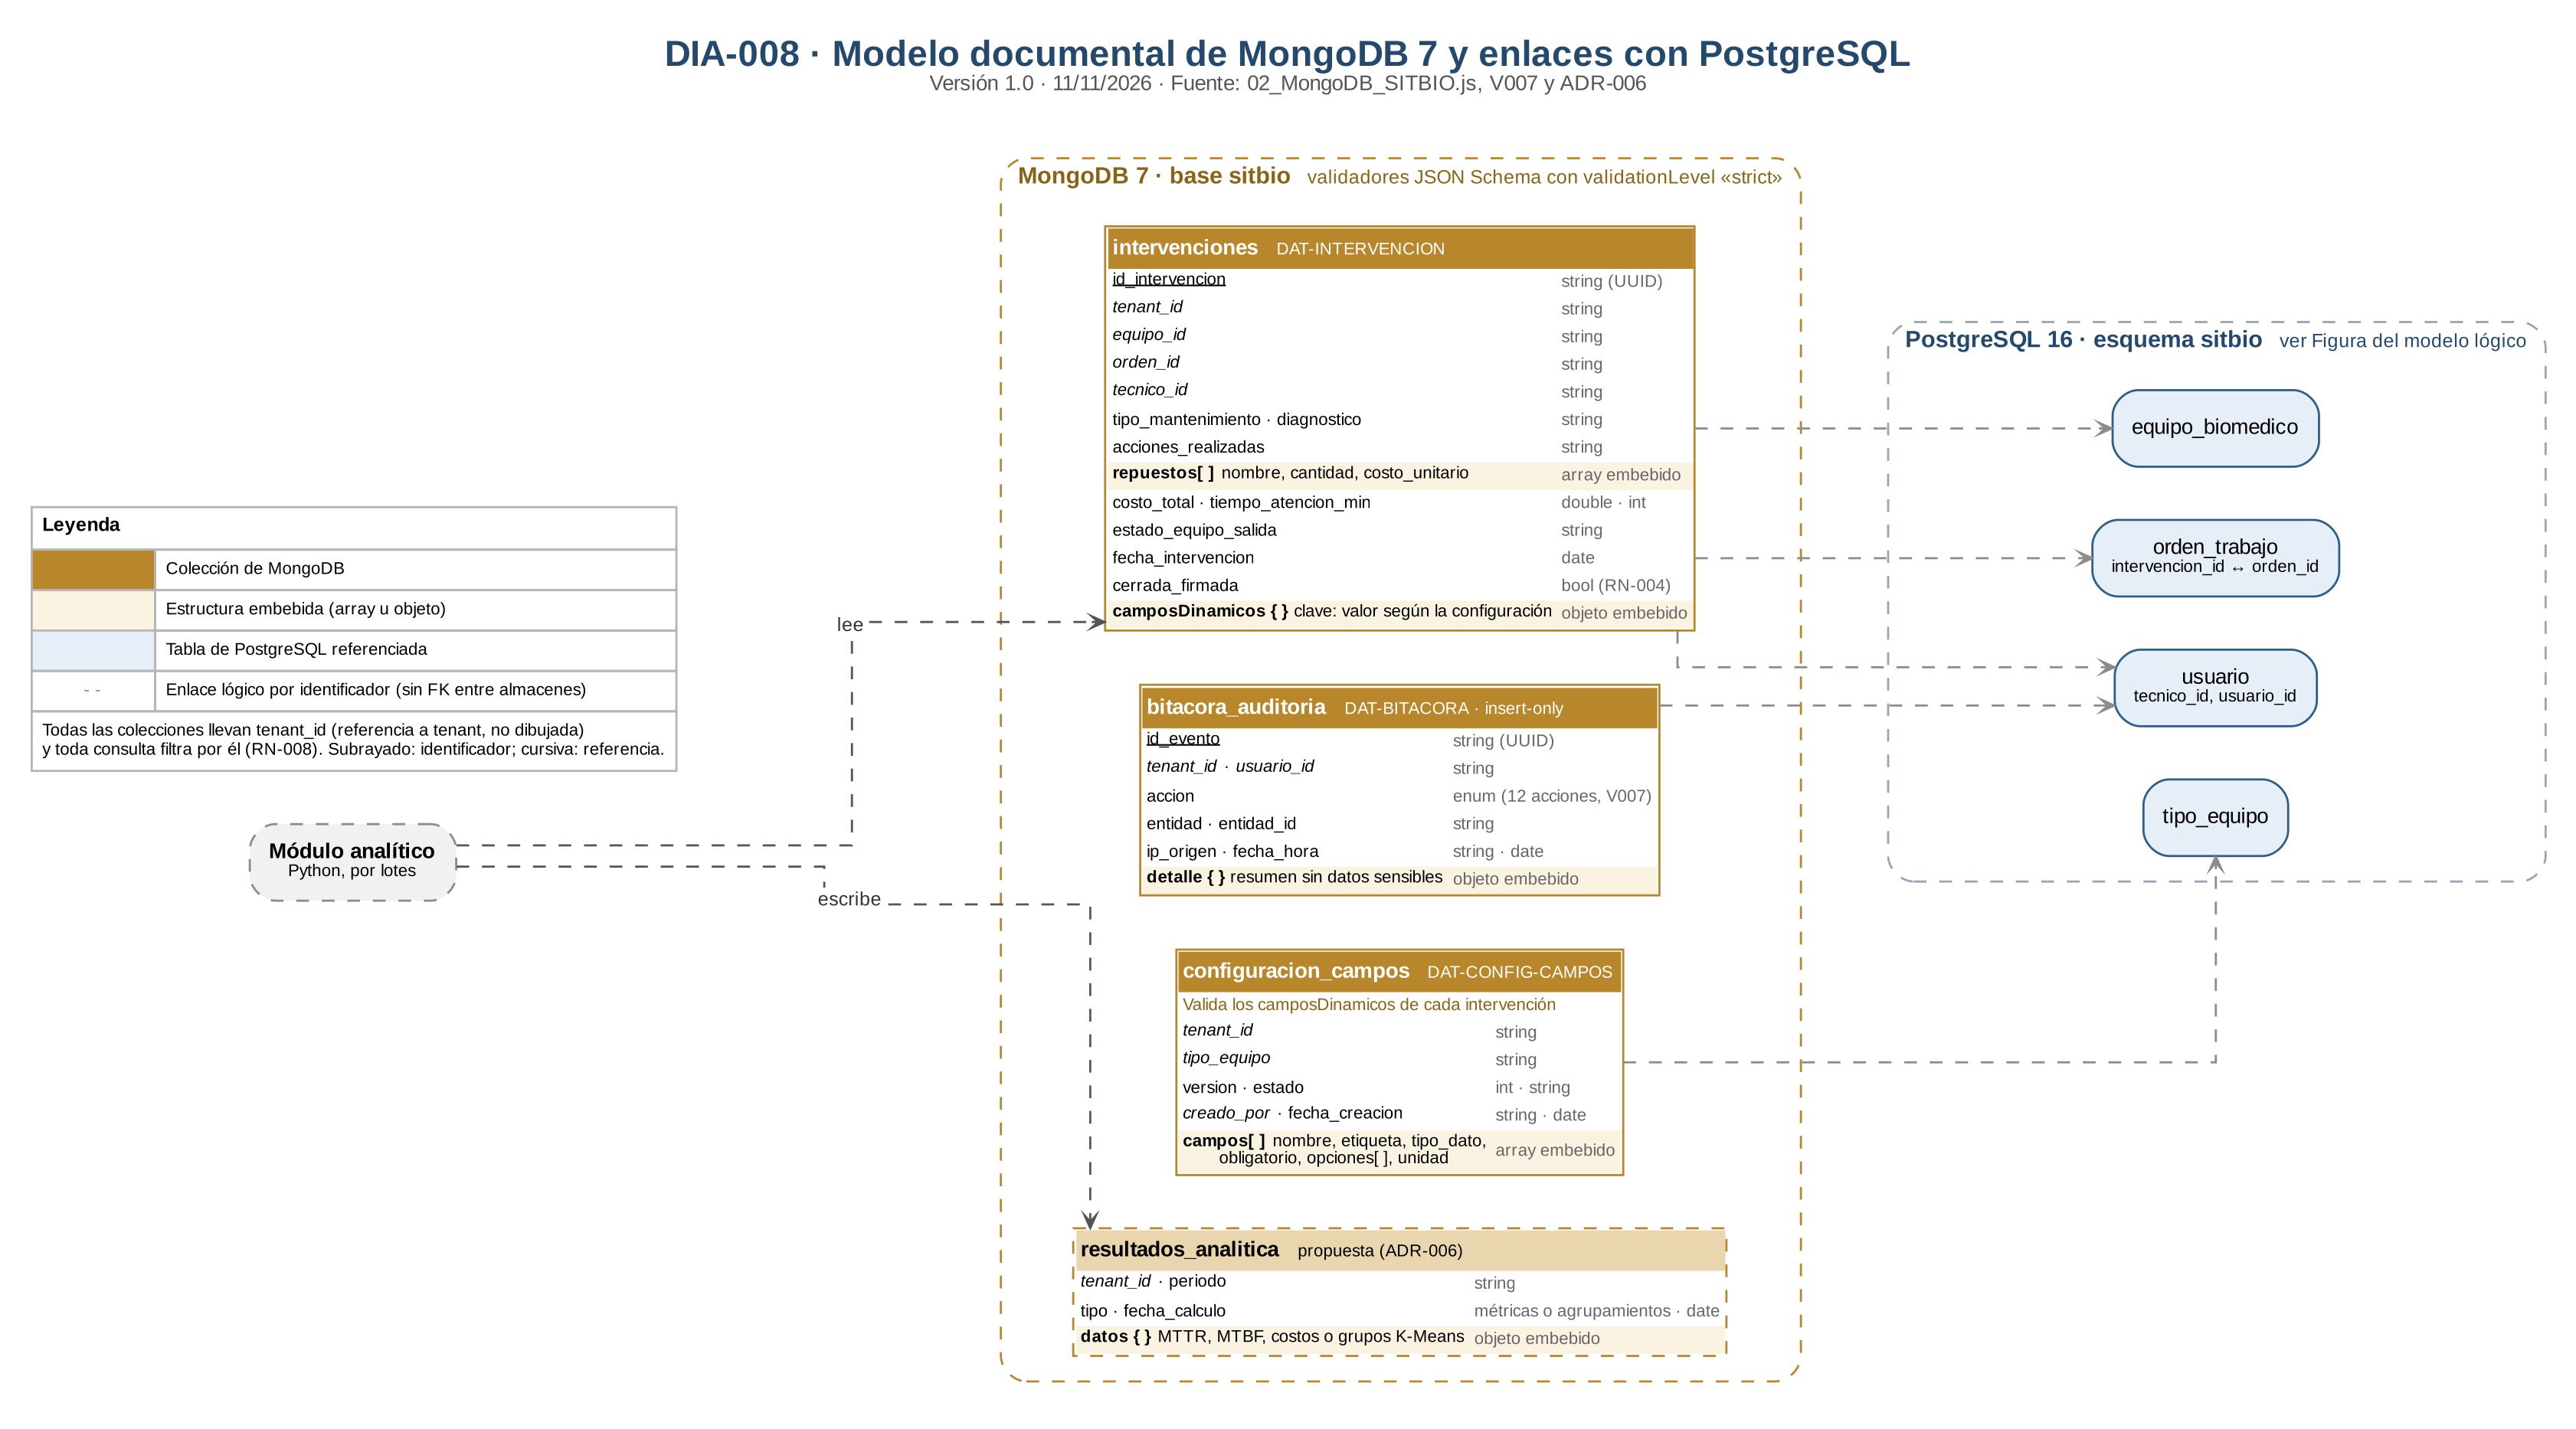 DIA-008 · Modelo documental de MongoDB 7 y enlaces con PostgreSQL
Versión 1.0 · 11/11/2026 · Fuente: 02_MongoDB_SITBIO.js, V007 y ADR-006
Leyenda
Colección de MongoDB
Estructura embebida (array u objeto)
Tabla de PostgreSQL referenciada
- - Enlace lógico por identificador (sin FK entre almacenes)
Todas las colecciones llevan tenant_id (referencia a tenant, no dibujada)
y toda consulta filtra por él (RN-008). Subrayado: identificador; cursiva: referencia.
Módulo analítico
Python, por lotes
lee
escribe
MongoDB 7 · base sitbio validadores JSON Schema con validationLevel «strict»
intervenciones DAT-INTERVENCION
id_intervencion string (UUID)
tenant_id string
equipo_id string
orden_id string
tecnico_id string
tipo_mantenimiento · diagnostico string
acciones_realizadas string
repuestos[ ] nombre, cantidad, costo_unitario array embebido
costo_total · tiempo_atencion_min double · int
estado_equipo_salida string
fecha_intervencion date
cerrada_firmada bool (RN-004)
camposDinamicos { } clave: valor según la configuración objeto embebido
bitacora_auditoria DAT-BITACORA · insert-only
id_evento string (UUID)
tenant_id · usuario_id string
accion enum (12 acciones, V007)
entidad · entidad_id string
ip_origen · fecha_hora string · date
detalle { } resumen sin datos sensibles objeto embebido
configuracion_campos DAT-CONFIG-CAMPOS
Valida los camposDinamicos de cada intervención
tenant_id string
tipo_equipo string
version · estado int · string
creado_por · fecha_creacion string · date
campos[ ] nombre, etiqueta, tipo_dato,
obligatorio, opciones[ ], unidad array embebido
resultados_analitica propuesta (ADR-006)
tenant_id · periodo string
tipo · fecha_calculo métricas o agrupamientos · date
datos { } MTTR, MTBF, costos o grupos K-Means objeto embebido
PostgreSQL 16 · esquema sitbio ver Figura del modelo lógico
equipo_biomedico
orden_trabajo
intervencion_id ↔ orden_id
usuario
tecnico_id, usuario_id
tipo_equipo